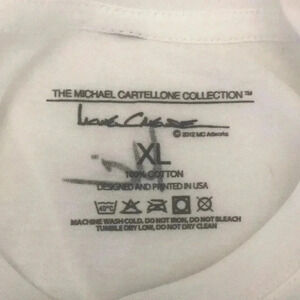 THE MICHAEL CARTELLONE COLLECTION™
© 2012 MC Artworks
XL
100% COTTON
DESIGNED AND PRINTED IN USA
40°C
MACHINE WASH COLD. DO NOT IRON, DO NOT BLEACH
TUMBLE DRY LOW, DO NOT DRY CLEAN